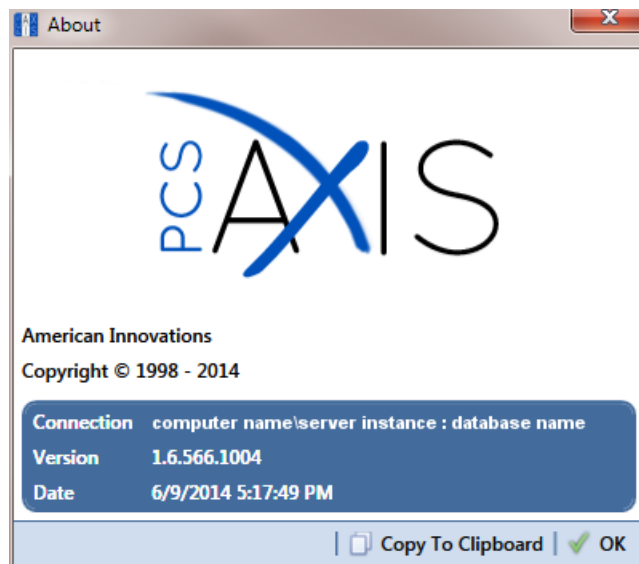 About
PCS AXIS
American Innovations
Copyright © 1998 - 2014
Connection computer name\server instance : database name
Version 1.6.566.1004
Date 6/9/2014 5:17:49 PM
Copy To Clipboard OK